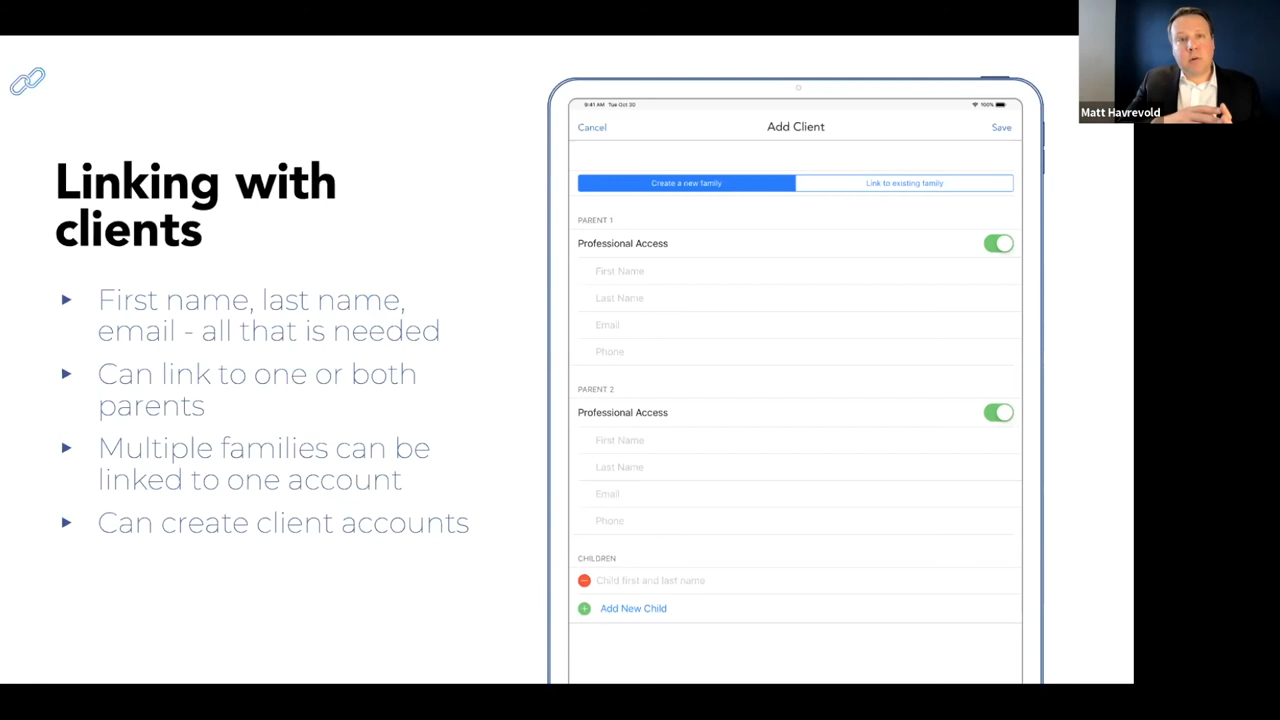 Linking with
clients
First name, last name,
email - all that is needed
Can link to one or both
parents
Multiple families can be
linked to one account
Can create client accounts
9:41 AM Tue Oct 30
100%
Cancel
Add Client
Save
Create a new family
Link to existing family
PARENT 1
Professional Access
First Name
Last Name
Email
Phone
PARENT 2
Professional Access
First Name
Last Name
Email
Phone
CHILDREN
Child first and last name
Add New Child
Matt Havrevold